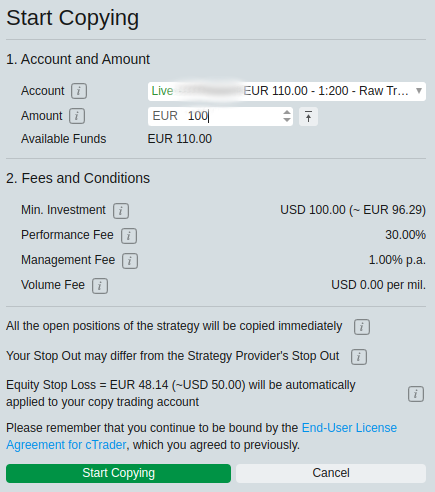 Start Copying
1. Account and Amount
Account i Live EUR 110.00 - 1:200 - Raw Tr...
Amount i EUR 100
Available Funds EUR 110.00
2. Fees and Conditions
Min. Investment i USD 100.00 (~ EUR 96.29)
Performance Fee i 30.00%
Management Fee i 1.00% p.a.
Volume Fee i USD 0.00 per mil.
All the open positions of the strategy will be copied immediately i
Your Stop Out may differ from the Strategy Provider's Stop Out i
Equity Stop Loss = EUR 48.14 (~USD 50.00) will be automatically
applied to your copy trading account i
Please remember that you continue to be bound by the End-User License
Agreement for cTrader, which you agreed to previously.
Start Copying Cancel